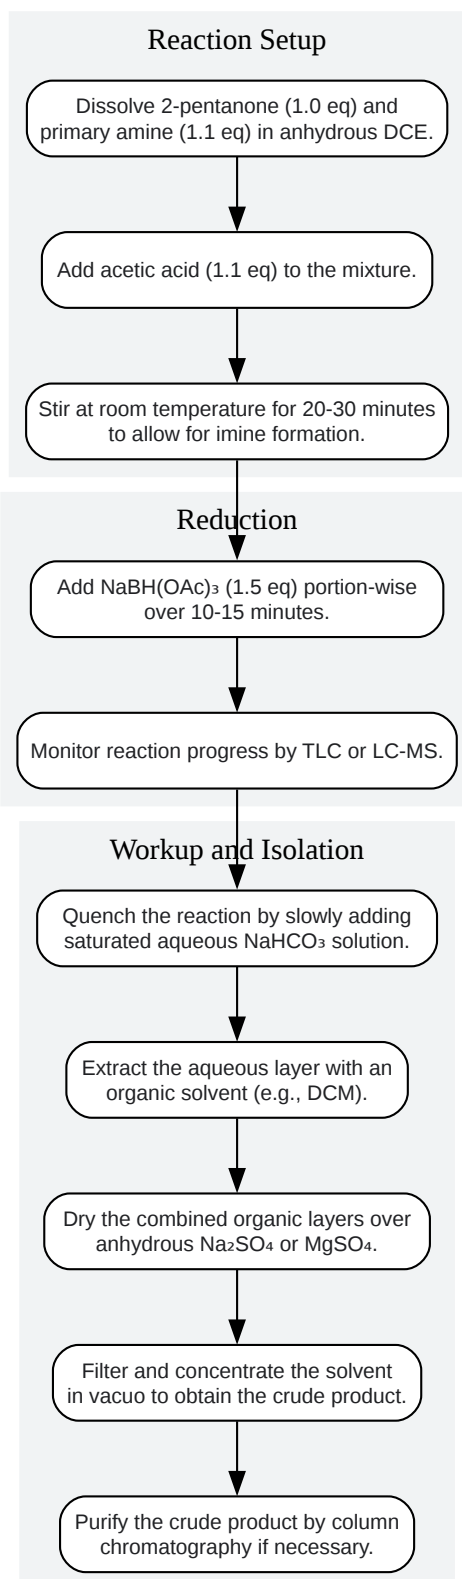 Reaction Setup
Dissolve 2-pentanone (1.0 eq) and
primary amine (1.1 eq) in anhydrous DCE.
Add acetic acid (1.1 eq) to the mixture.
Stir at room temperature for 20-30 minutes
to allow for imine formation.
Reduction
Add NaBH(OAc)₃ (1.5 eq) portion-wise
over 10-15 minutes.
Monitor reaction progress by TLC or LC-MS.
Workup and Isolation
Quench the reaction by slowly adding
saturated aqueous NaHCO₃ solution.
Extract the aqueous layer with an
organic solvent (e.g., DCM).
Dry the combined organic layers over
anhydrous Na₂SO₄ or MgSO₄.
Filter and concentrate the solvent
in vacuo to obtain the crude product.
Purify the crude product by column
chromatography if necessary.